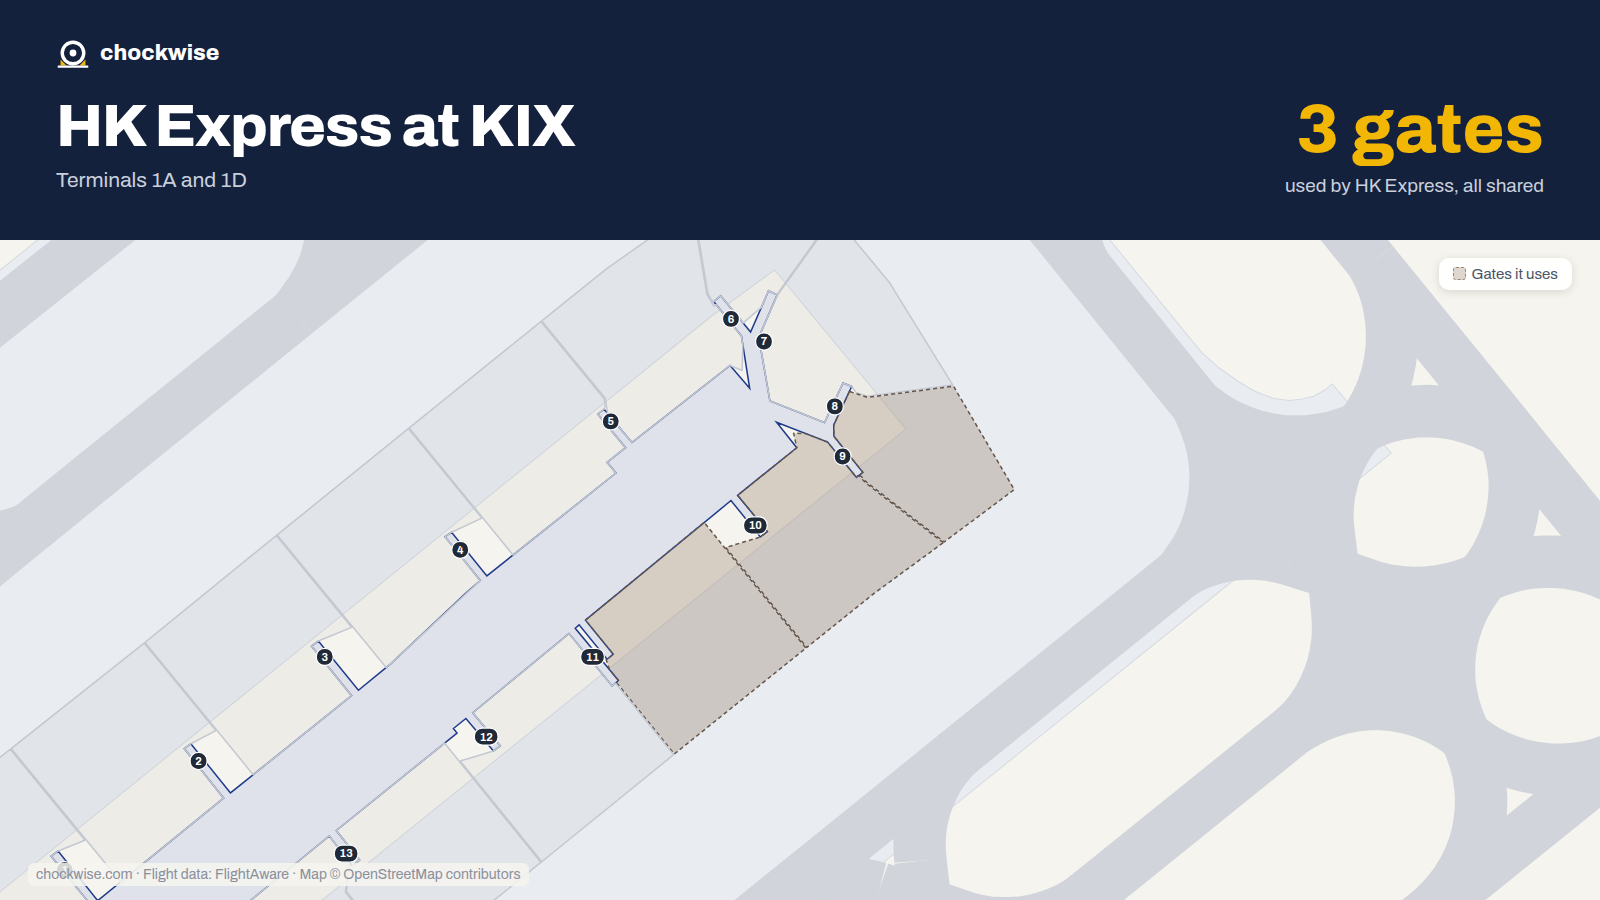 chockwise
HK Express at KIX
Terminals 1A and 1D
3 gates
used by HK Express, all shared
Gates it uses
6
7
8
5
9
10
4
11
3
12
2
13
chockwise.com · Flight data: FlightAware · Map © OpenStreetMap contributors